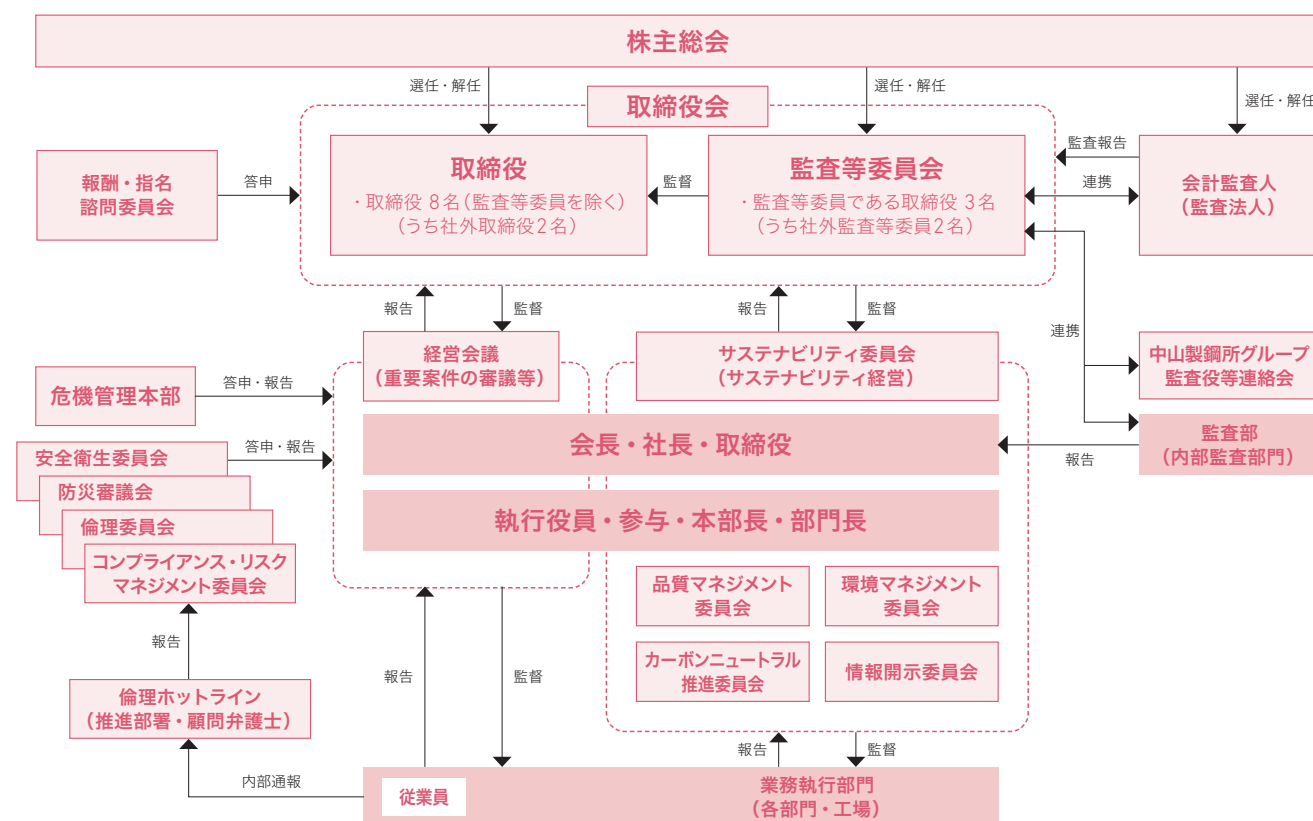 株主総会
選任・解任
選任・解任
選任・解任
取締役会
取締役
・取締役 8名(監査等委員を除く)
(うち社外取締役2名)
監督
監査等委員会
・監査等委員である取締役 3名
(うち社外監査等委員2名)
監査報告
連携
会計監査人
(監査法人)
報酬・指名
諮問委員会
答申
報告
監督
報告
監督
連携
経営会議
(重要案件の審議等)
サステナビリティ委員会
(サステナビリティ経営)
中山製鋼所グループ
監査役等連絡会
危機管理本部
答申・報告
会長・社長・取締役
報告
監査部
(内部監査部門)
安全衛生委員会
答申・報告
防災審議会
倫理委員会
コンプライアンス・リスク
マネジメント委員会
執行役員・参与・本部長・部門長
品質マネジメント
委員会
環境マネジメント
委員会
カーボンニュートラル
推進委員会
情報開示委員会
報告
倫理ホットライン
(推進部署・顧問弁護士)
報告
監督
報告
監督
内部通報
従業員
業務執行部門
(各部門・工場)